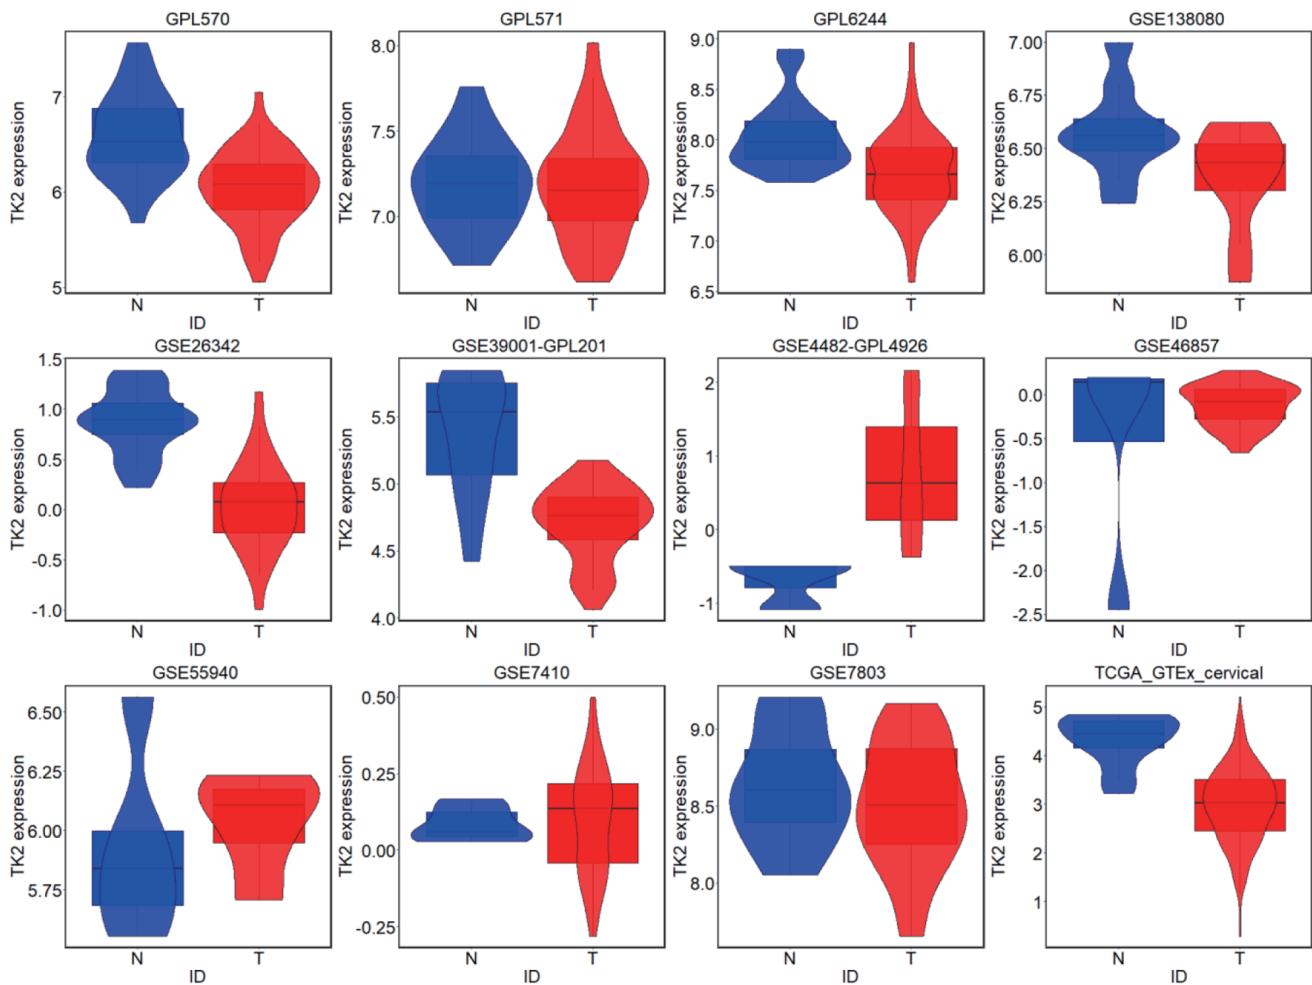 GPL570
TK2 expression
7
6
5
N T
ID
GPL571
TK2 expression
8.0
7.5
7.0
N T
ID
GPL6244
TK2 expression
9.0
8.5
8.0
7.5
7.0
6.5
N T
ID
GSE138080
TK2 expression
7.00
6.75
6.50
6.25
6.00
N T
ID
GSE26342
TK2 expression
1.5
1.0
0.5
0.0
-0.5
-1.0
N T
ID
GSE39001-GPL201
TK2 expression
5.5
5.0
4.5
4.0
N T
ID
GSE4482-GPL4926
TK2 expression
2
1
0
-1
N T
ID
GSE46857
TK2 expression
0.0
-0.5
-1.0
-1.5
-2.0
-2.5
N T
ID
GSE55940
TK2 expression
6.50
6.25
6.00
5.75
N T
ID
GSE7410
TK2 expression
0.50
0.25
0.00
-0.25
N T
ID
GSE7803
TK2 expression
9.0
8.5
8.0
N T
ID
TCGA_GTEx_cervical
TK2 expression
5
4
3
2
1
N T
ID